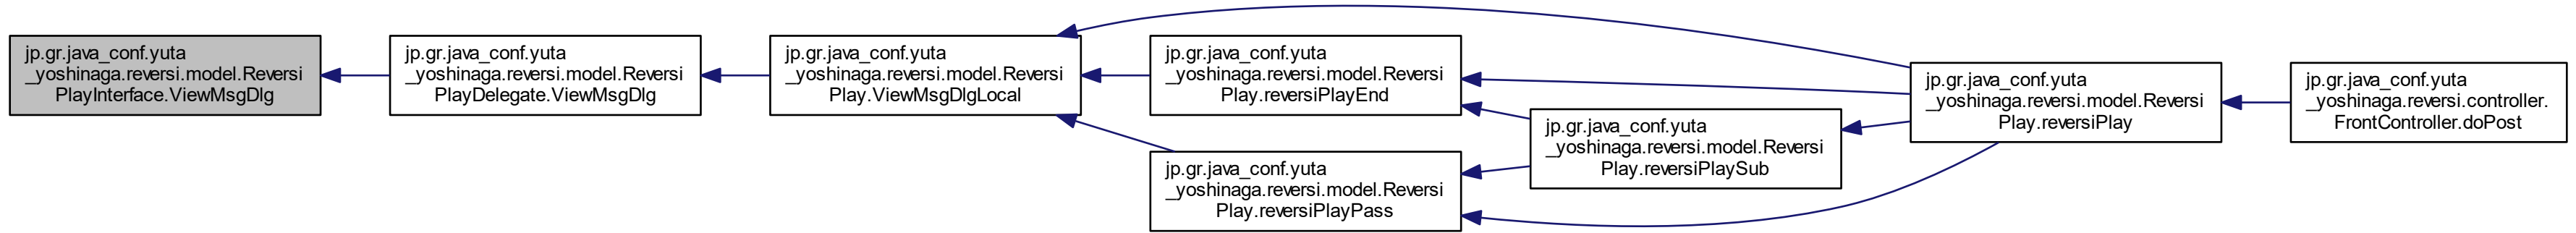 jp.gr.java_conf.yuta
_yoshinaga.reversi.model.Reversi
PlayInterface.ViewMsgDlg
jp.gr.java_conf.yuta
_yoshinaga.reversi.model.Reversi
PlayDelegate.ViewMsgDlg
jp.gr.java_conf.yuta
_yoshinaga.reversi.model.Reversi
Play.ViewMsgDlgLocal
jp.gr.java_conf.yuta
_yoshinaga.reversi.model.Reversi
Play.reversiPlayEnd
jp.gr.java_conf.yuta
_yoshinaga.reversi.model.Reversi
Play.reversiPlayPass
jp.gr.java_conf.yuta
_yoshinaga.reversi.model.Reversi
Play.reversiPlaySub
jp.gr.java_conf.yuta
_yoshinaga.reversi.model.Reversi
Play.reversiPlay
jp.gr.java_conf.yuta
_yoshinaga.reversi.controller.
FrontController.doPost